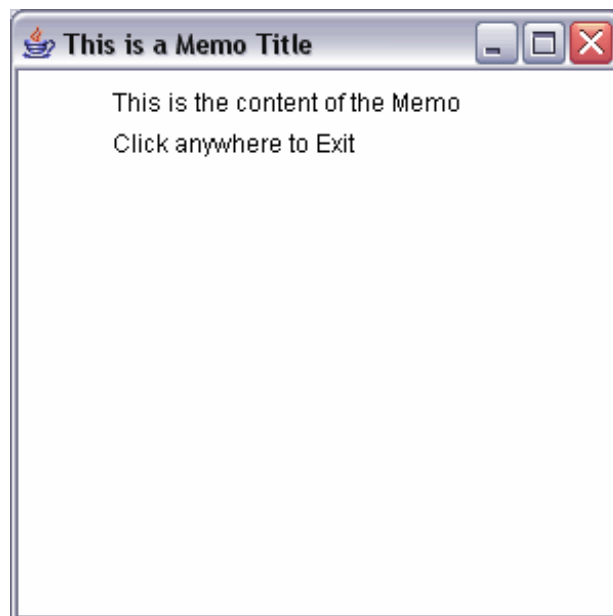 This is a Memo Title
This is the content of the Memo
Click anywhere to Exit